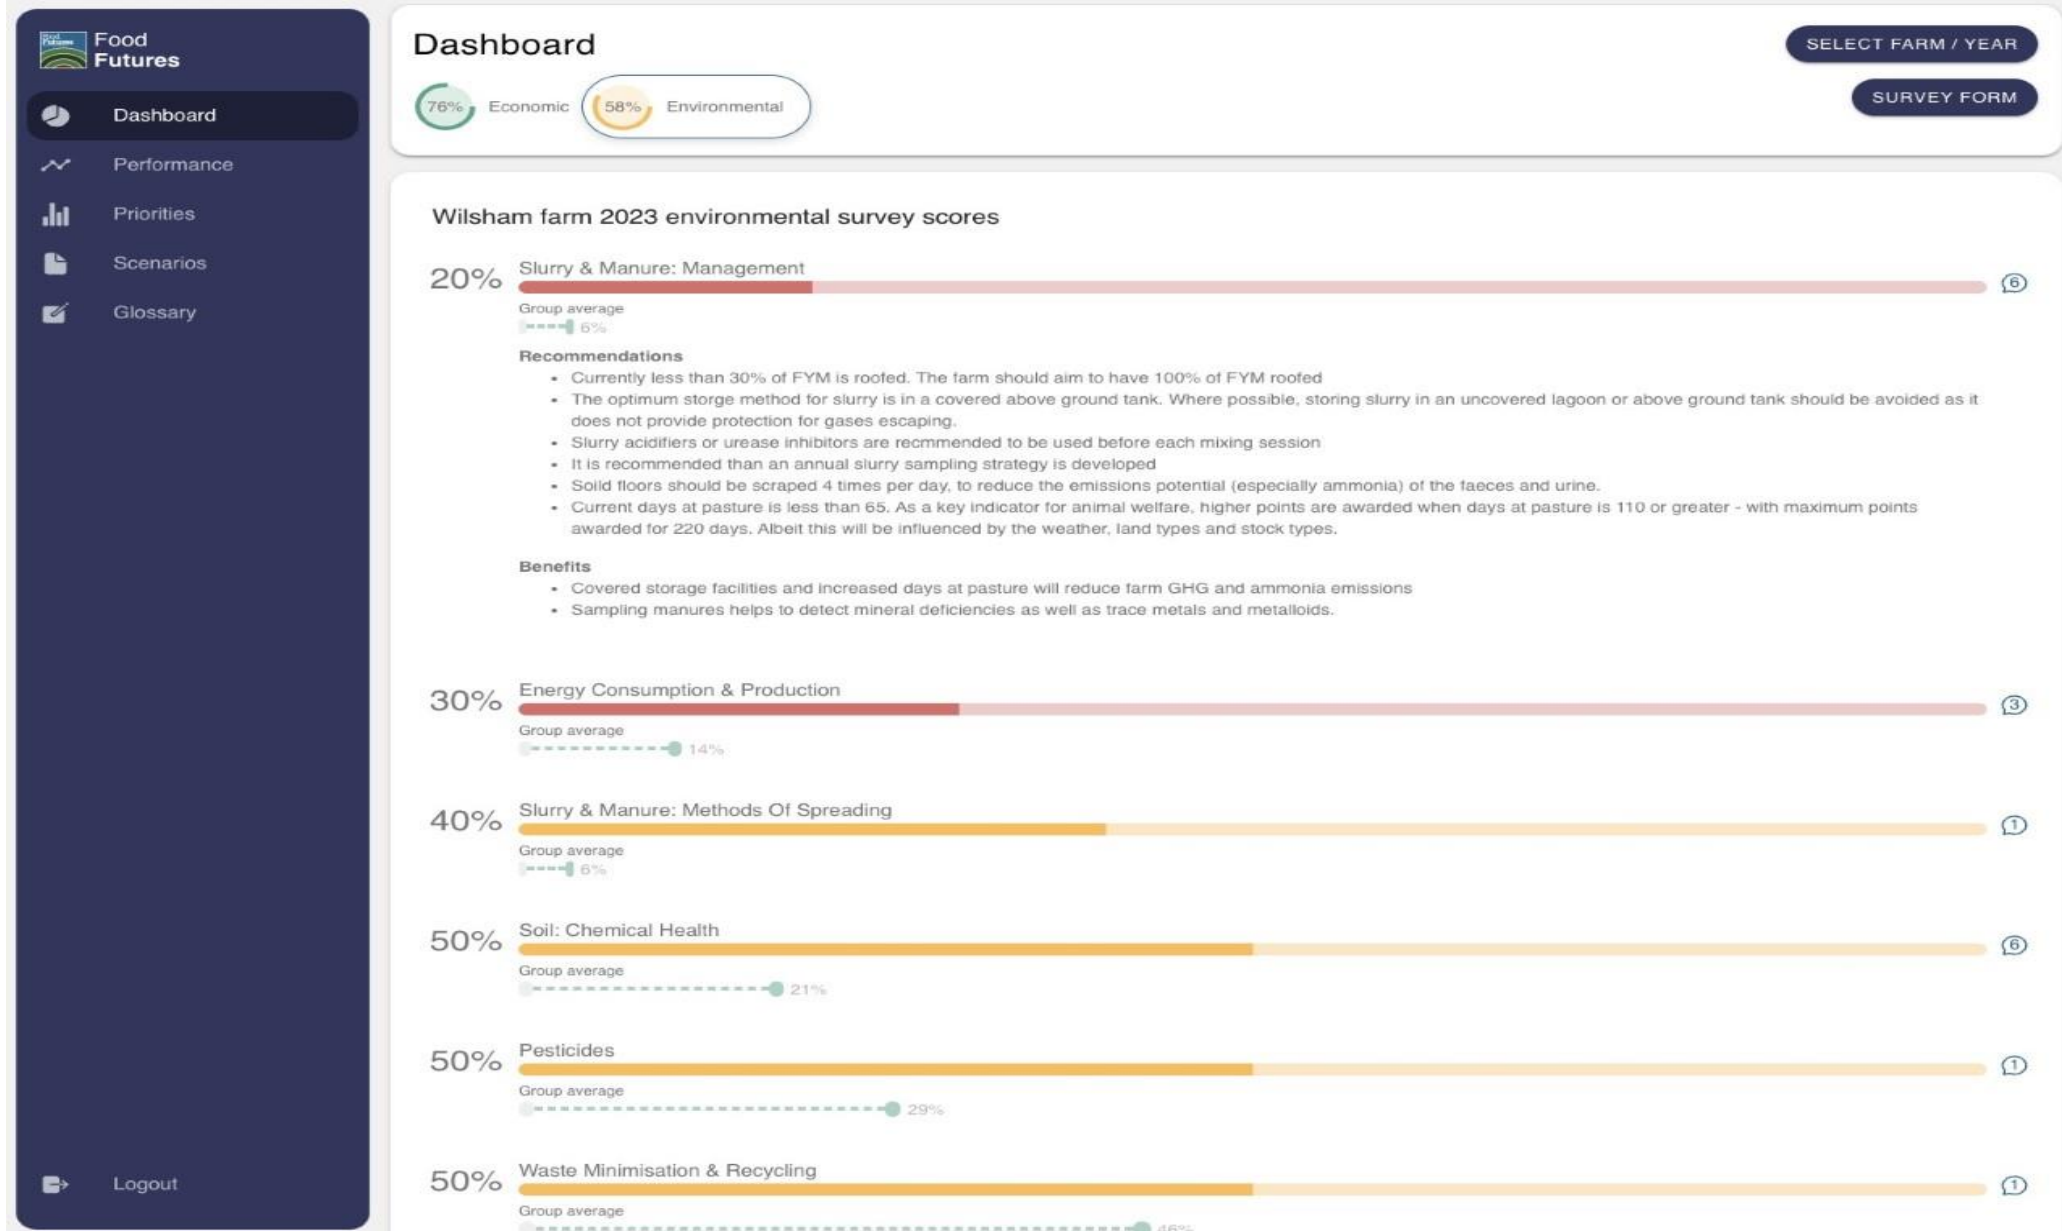 Food
Futures
Dashboard
Performance
Priorities
Scenarios
Glossary
Logout
Dashboard
SELECT FARM / YEAR
76% Economic
58% Environmental
SURVEY FORM
Wilsham farm 2023 environmental survey scores
20% Slurry & Manure: Management
6
Group average
6%
Recommendations
• Currently less than 30% of FYM is roofed. The farm should aim to have 100% of FYM roofed
• The optimum storge method for slurry is in a covered above ground tank. Where possible, storing slurry in an uncovered lagoon or above ground tank should be avoided as it
does not provide protection for gases escaping.
• Slurry acidifiers or urease inhibitors are recmmended to be used before each mixing session
• It is recommended than an annual slurry sampling strategy is developed
• Soild floors should be scraped 4 times per day, to reduce the emissions potential (especially ammonia) of the faeces and urine.
• Current days at pasture is less than 65. As a key indicator for animal welfare, higher points are awarded when days at pasture is 110 or greater - with maximum points
awarded for 220 days. Albeit this will be influenced by the weather, land types and stock types.
Benefits
• Covered storage facilities and increased days at pasture will reduce farm GHG and ammonia emissions
• Sampling manures helps to detect mineral deficiencies as well as trace metals and metalloids.
30% Energy Consumption & Production
3
Group average
14%
40% Slurry & Manure: Methods Of Spreading
1
Group average
6%
50% Soil: Chemical Health
6
Group average
21%
50% Pesticides
1
Group average
29%
50% Waste Minimisation & Recycling
1
Group average
46%